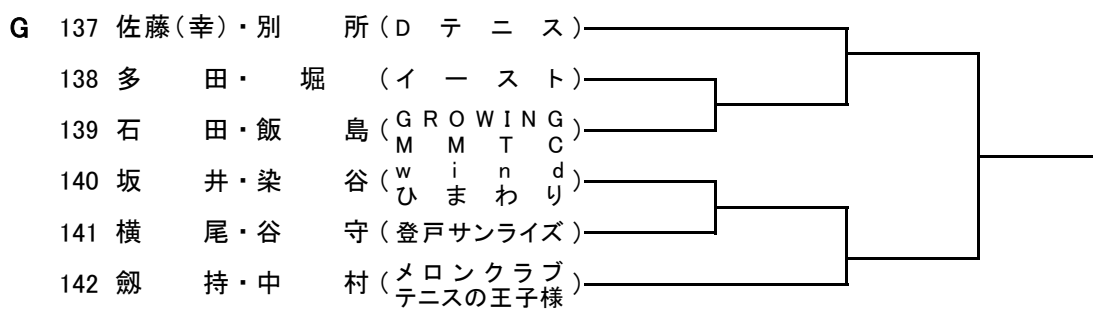 G 137 佐藤(幸)・別所(Dテニス)
138 多田・堀(イースト)
139 石田・飯島(GROWING
MMTC)
140 坂井・染谷(wind
ひまわり)
141 横尾・谷守(登戸サンライズ)
142 剱持・中村(メロンクラブ
テニスの王子様)